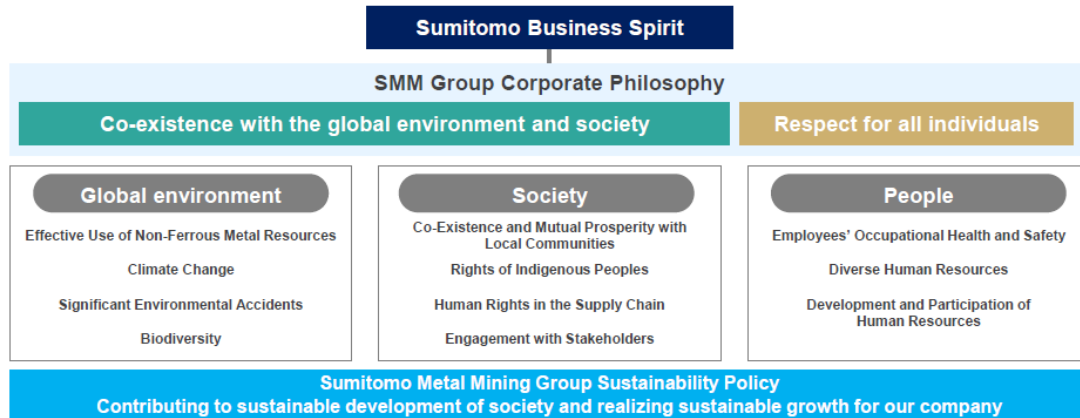 Sumitomo Business Spirit
SMM Group Corporate Philosophy
Co-existence with the global environment and society
Respect for all individuals
Global environment
Effective Use of Non-Ferrous Metal Resources
Climate Change
Significant Environmental Accidents
Biodiversity
Society
Co-Existence and Mutual Prosperity with
Local Communities
Rights of Indigenous Peoples
Human Rights in the Supply Chain
Engagement with Stakeholders
People
Employees’ Occupational Health and Safety
Diverse Human Resources
Development and Participation of
Human Resources
Sumitomo Metal Mining Group Sustainability Policy
Contributing to sustainable development of society and realizing sustainable growth for our company